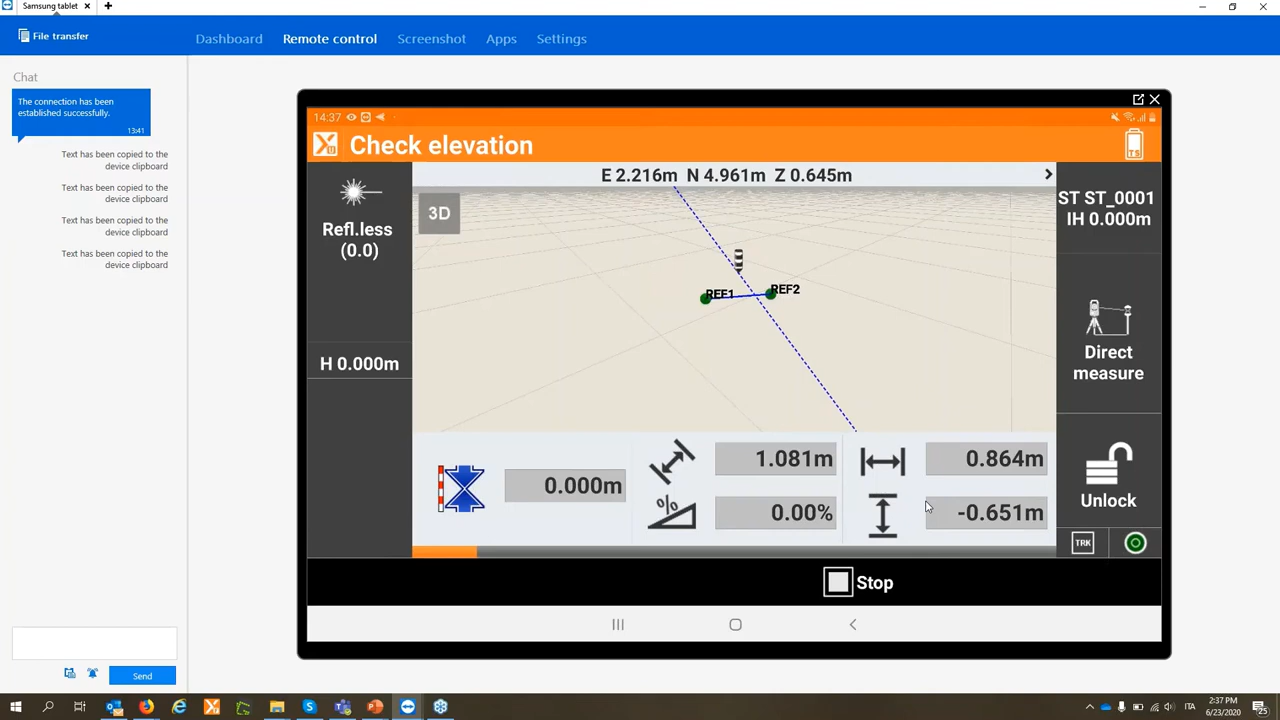 Samsung tablet
File transfer
Dashboard
Remote control
Screenshot
Apps
Settings
Chat
The connection has been
established successfully.
13:41
Text has been copied to the
device clipboard
Text has been copied to the
device clipboard
Text has been copied to the
device clipboard
Text has been copied to the
device clipboard
Send
14:37
Check elevation
TS
E 2.216m N 4.961m Z 0.645m
Refl.less
(0.0)
3D
ST ST_0001
IH 0.000m
REF1
REF2
H 0.000m
Direct
measure
0.000m
1.081m
0.864m
%
0.00%
-0.651m
Unlock
TRK
Stop
ITA
2:37 PM
6/23/2020
25